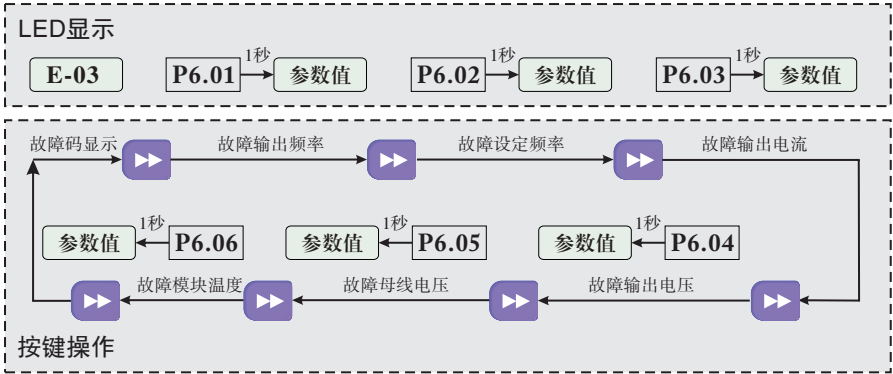 LED显示
E-03 P6.01 1秒 参数值 P6.02 1秒 参数值 P6.03 1秒 参数值
故障码显示 故障输出频率 故障设定频率 故障输出电流
参数值 1秒 P6.06 参数值 1秒 P6.05 参数值 1秒 P6.04
故障模块温度 故障母线电压 故障输出电压
按键操作